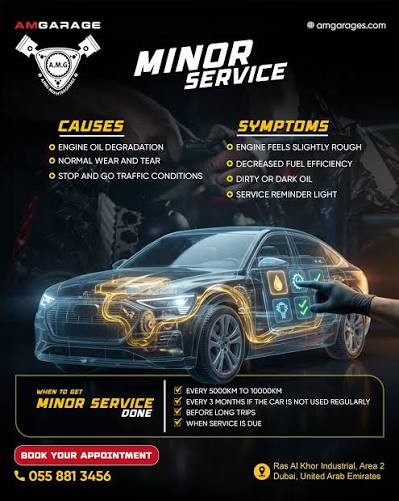 AMGARAGE
amgarages.com
A.M.G
MINOR
SERVICE
CAUSES
ENGINE OIL DEGRADATION
NORMAL WEAR AND TEAR
STOP AND GO TRAFFIC CONDITIONS
SYMPTOMS
ENGINE FEELS SLIGHTLY ROUGH
DECREASED FUEL EFFICIENCY
DIRTY OR DARK OIL
SERVICE REMINDER LIGHT
WHEN TO GET
MINOR SERVICE
DONE
EVERY 5000KM TO 10000KM
EVERY 3 MONTHS IF THE CAR IS NOT USED REGULARLY
BEFORE LONG TRIPS
WHEN SERVICE IS DUE
BOOK YOUR APPOINTMENT
055 881 3456
Ras Al Khor Industrial, Area 2
Dubai, United Arab Emirates